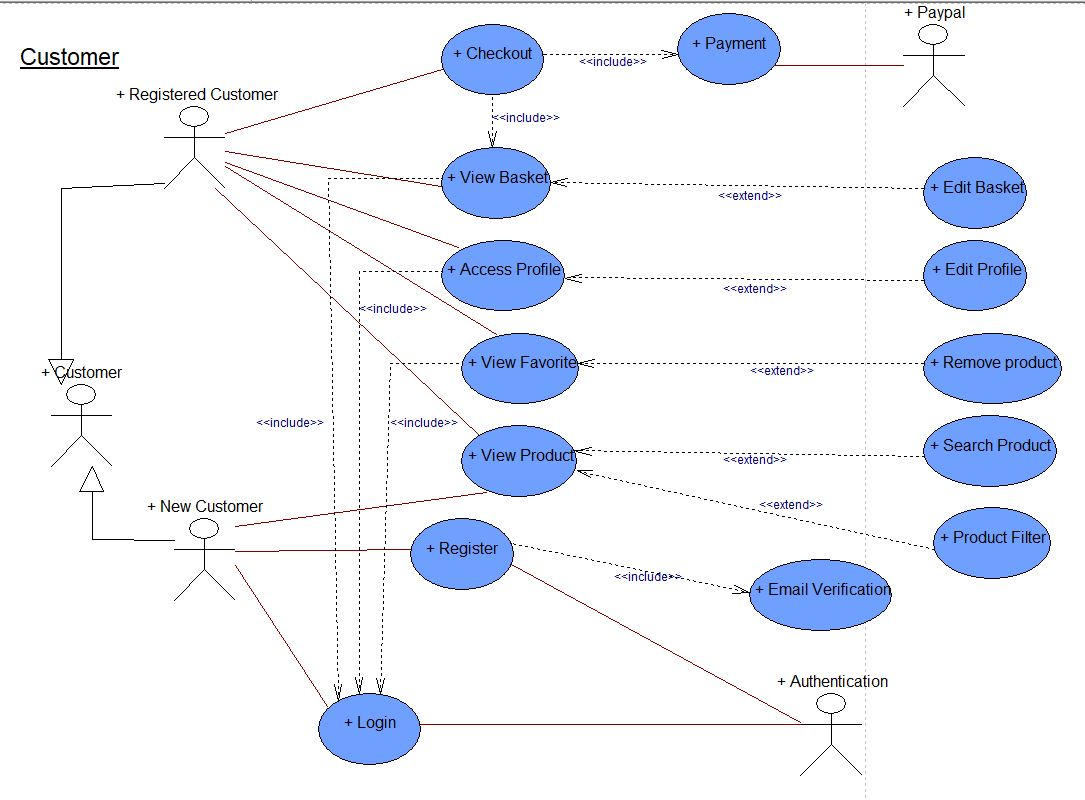 + Paypal
Customer
+ Checkout
<<include>>
+ Payment
+ Registered Customer
<<include>>
+ View Basket
<<extend>>
+ Edit Basket
+ Access Profile
<<extend>>
+ Edit Profile
<<include>>
+ View Favorite
<<extend>>
+ Remove product
+ Customer
<<include>>
<<include>>
+ View Product
<<extend>>
+ Search Product
<<extend>>
+ New Customer
+ Product Filter
+ Register
<<include>>
+ Email Verification
+ Authentication
+ Login